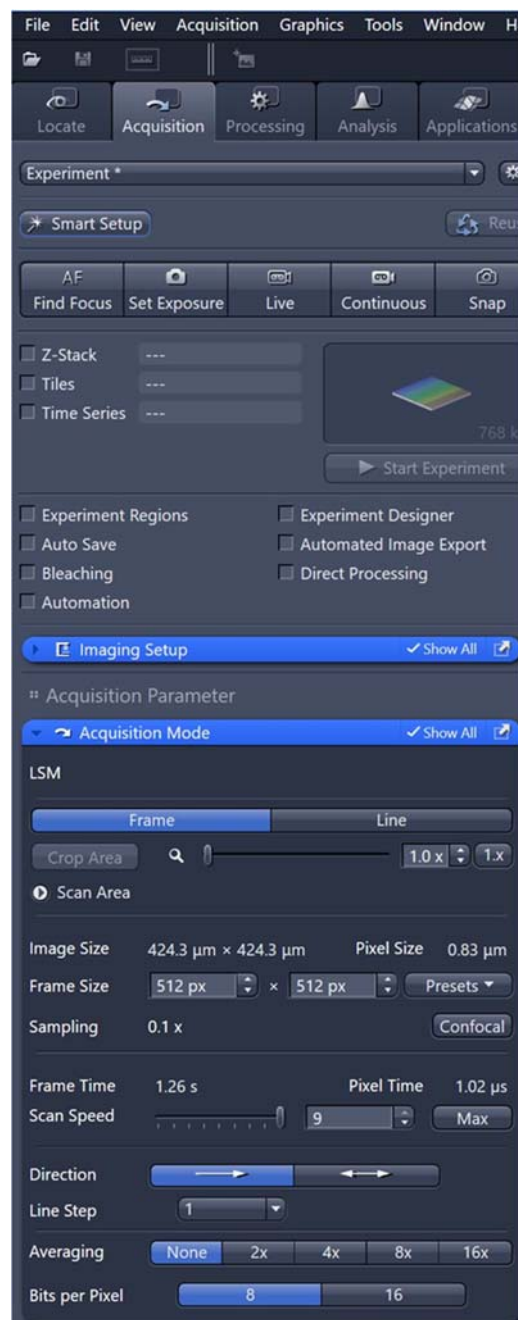 File Edit View Acquisition Graphics Tools Window H
Locate Acquisition Processing Analysis Applications
Experiment *
Smart Setup Reu
AF
Find Focus Set Exposure Live Continuous Snap
Z-Stack ---
Tiles ---
Time Series ---
768 k
Start Experiment
Experiment Regions Experiment Designer
Auto Save Automated Image Export
Bleaching Direct Processing
Automation
Imaging Setup Show All
Acquisition Parameter
Acquisition Mode Show All
LSM
Frame Line
Crop Area 1.0 x 1.x
Scan Area
Image Size 424.3 µm × 424.3 µm Pixel Size 0.83 µm
Frame Size 512 px × 512 px Presets
Sampling 0.1 x Confocal
Frame Time 1.26 s Pixel Time 1.02 µs
Scan Speed 9 Max
Direction
Line Step 1
Averaging None 2x 4x 8x 16x
Bits per Pixel 8 16